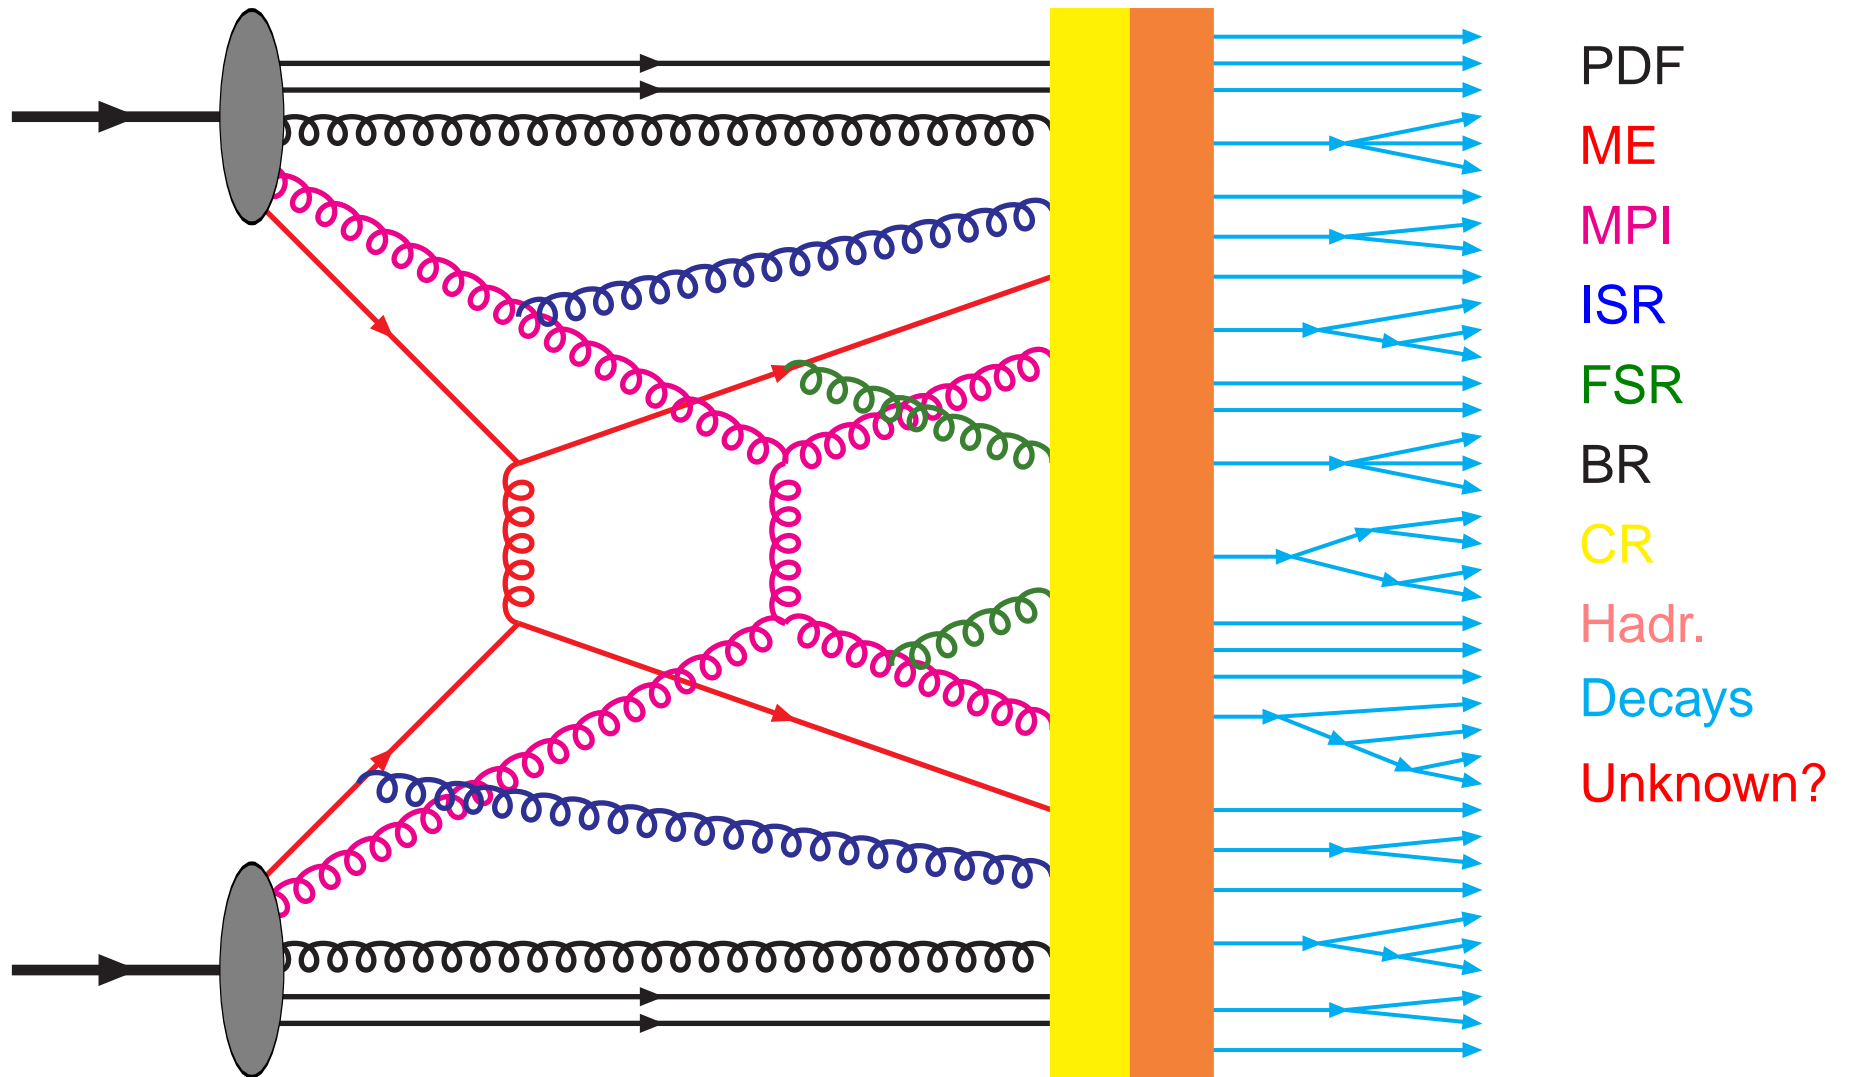 PDF
ME
MPI
ISR
FSR
BR
CR
Hadr.
Decays
Unknown?